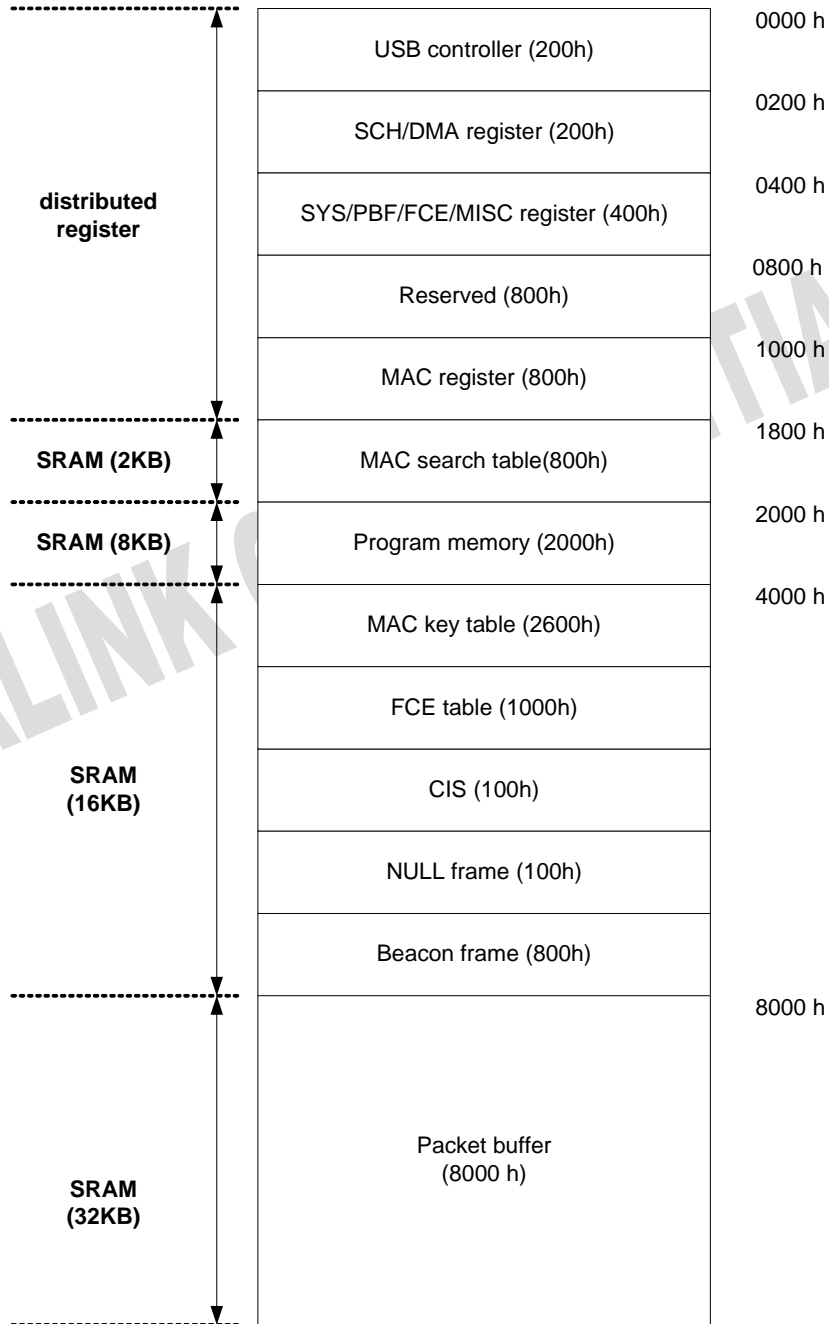 0000 h
USB controller (200h)
0200 h
SCH/DMA register (200h)
0400 h
distributed
register
SYS/PBF/FCE/MISC register (400h)
0800 h
Reserved (800h)
1000 h
MAC register (800h)
1800 h
SRAM (2KB)
MAC search table(800h)
2000 h
SRAM (8KB)
Program memory (2000h)
4000 h
MAC key table (2600h)
FCE table (1000h)
SRAM
(16KB)
CIS (100h)
NULL frame (100h)
Beacon frame (800h)
8000 h
Packet buffer
(8000 h)
SRAM
(32KB)